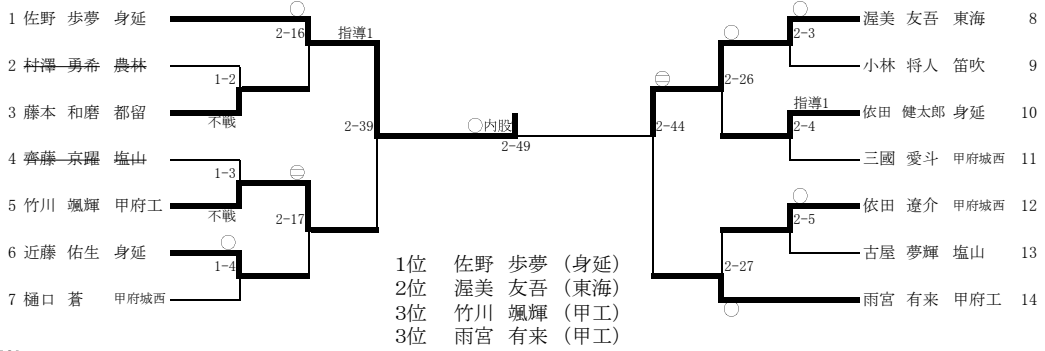 1 佐野 歩夢 身延
2 村澤 勇希 農林
3 藤本 和磨 都留
4 齊藤 京躍 塩山
5 竹川 颯輝 甲府工
6 近藤 佑生 身延
7 樋口 蒼 甲府城西
2-16
指導1
1-2
不戦
2-39
1-3
不戦
2-17
1-4
○内股
2-49
渥美 友吾 東海 8
小林 将人 笛吹 9
依田 健太郎 身延 10
三國 愛斗 甲府城西 11
依田 遼介 甲府城西 12
古屋 夢輝 塩山 13
雨宮 有来 甲府工 14
2-3
2-26
指導1
2-4
2-44
2-5
2-27
1位 佐野 歩夢 (身延)
2位 渥美 友吾 (東海)
3位 竹川 颯輝 (甲工)
3位 雨宮 有来 (甲工)